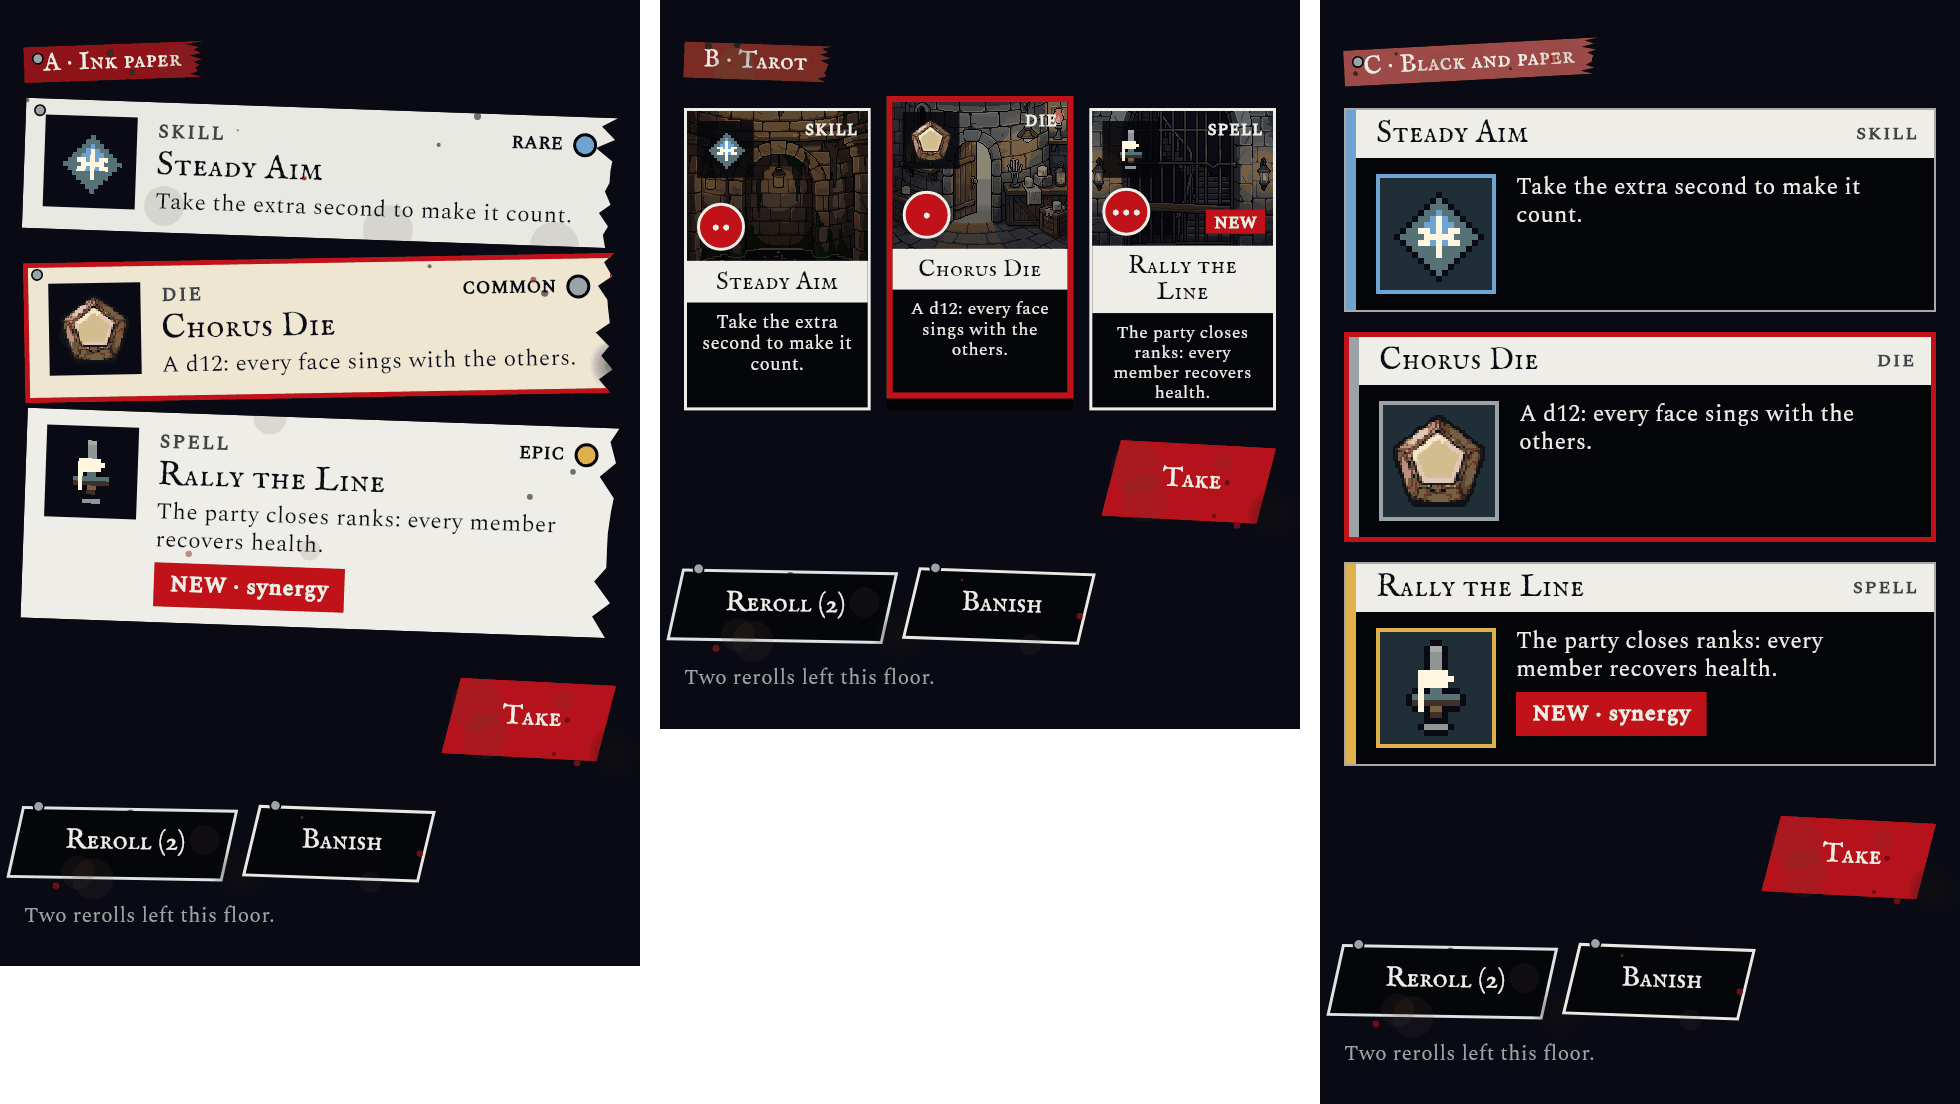 A · Ink paper
SKILL
RARE
Steady Aim
Take the extra second to make it count.
DIE
COMMON
Chorus Die
A d12: every face sings with the others.
SPELL
EPIC
Rally the Line
The party closes ranks: every member
recovers health.
NEW · synergy
Take
Reroll (2)
Banish
Two rerolls left this floor.
B · Tarot
SKILL
Steady Aim
Take the extra
second to make it
count.
DIE
Chorus Die
A d12: every face
sings with the
others.
SPELL
NEW
Rally the
Line
The party closes
ranks: every
member recovers
health.
Take
Reroll (2)
Banish
Two rerolls left this floor.
C · Black and paper
Steady Aim
SKILL
Take the extra second to make it
count.
Chorus Die
DIE
A d12: every face sings with the
others.
Rally the Line
SPELL
The party closes ranks: every
member recovers health.
NEW · synergy
Take
Reroll (2)
Banish
Two rerolls left this floor.